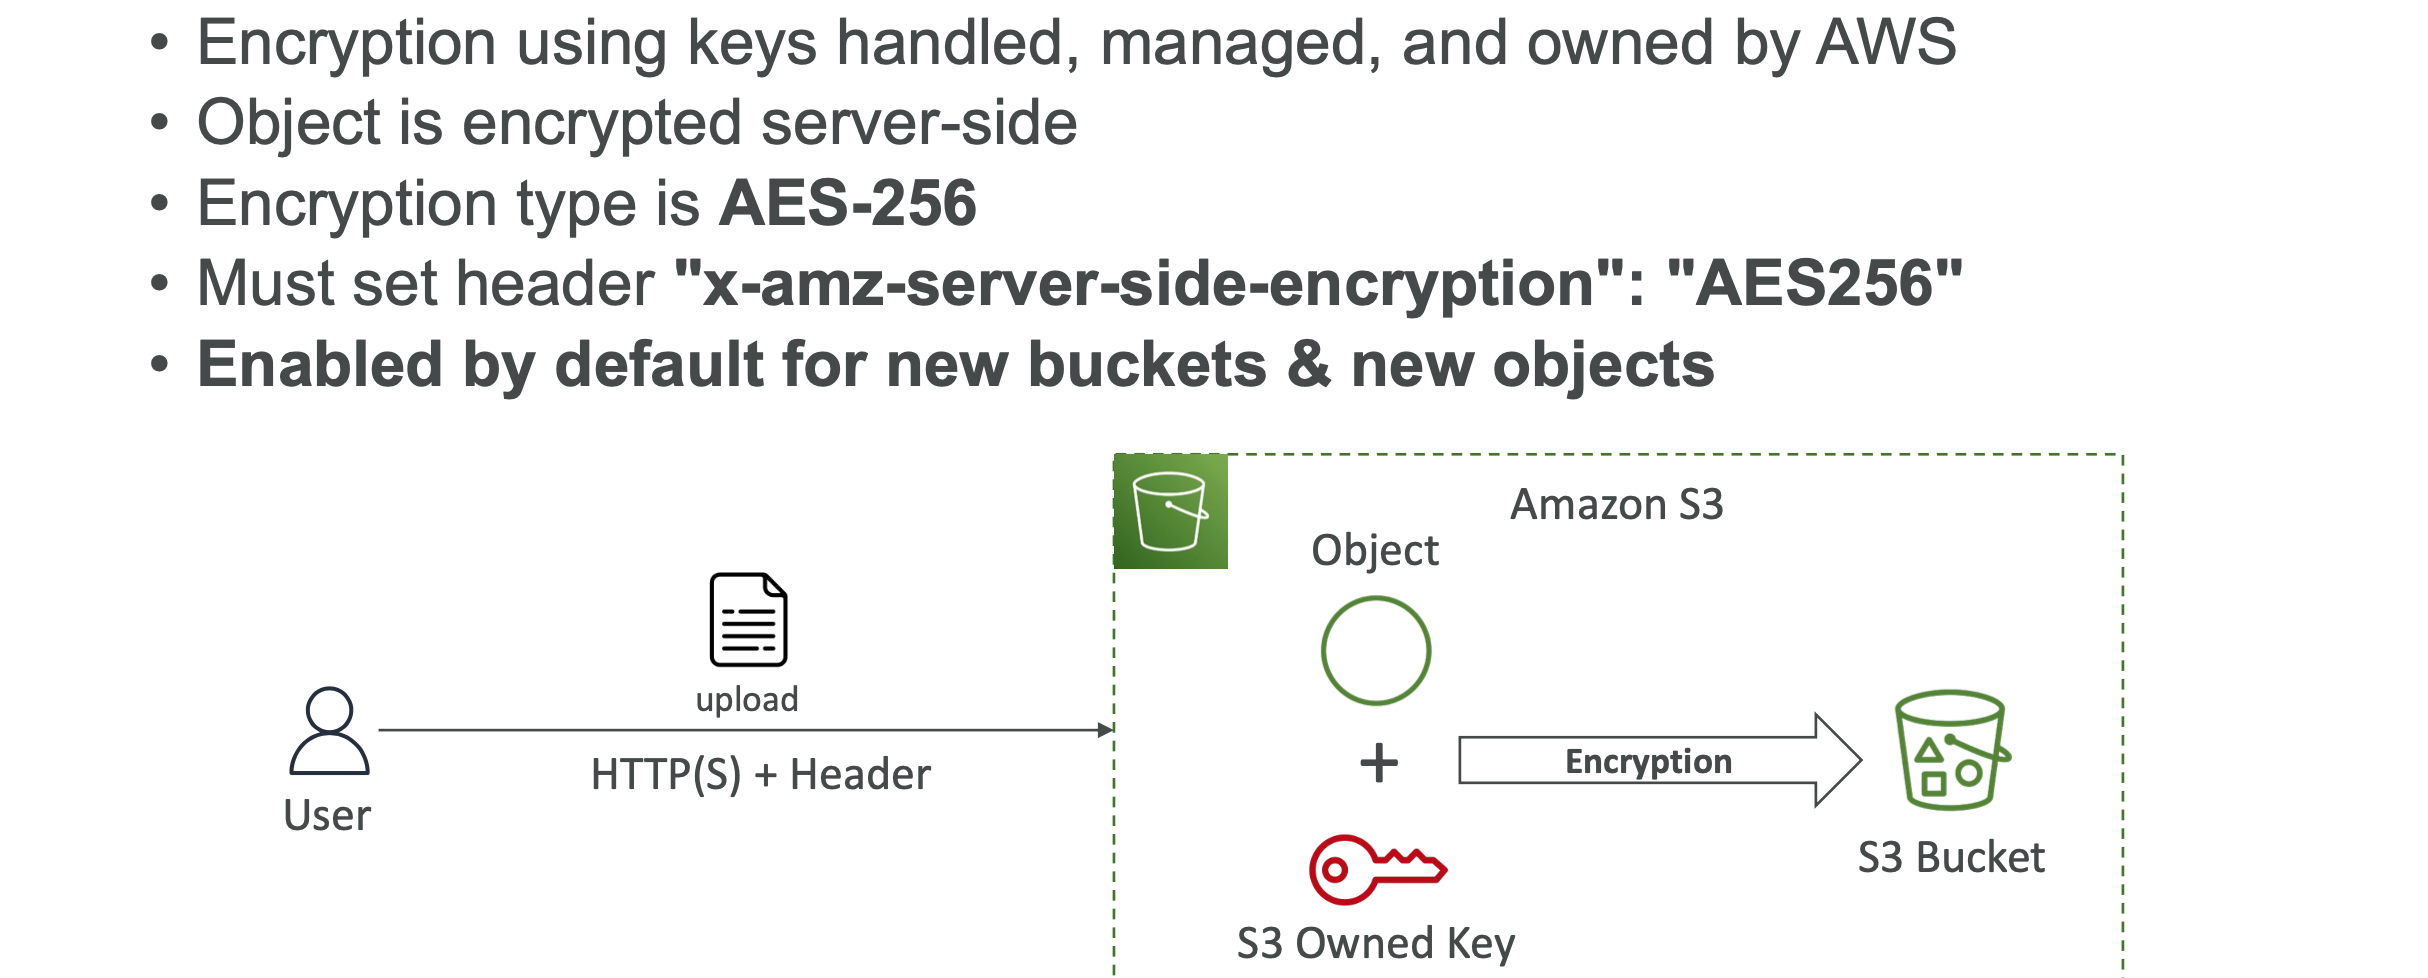 • Encryption using keys handled, managed, and owned by AWS
• Object is encrypted server-side
• Encryption type is AES-256
• Must set header "x-amz-server-side-encryption": "AES256"
• Enabled by default for new buckets & new objects
Amazon S3
Object
upload
HTTP(S) + Header
User
+
Encryption
S3 Bucket
S3 Owned Key